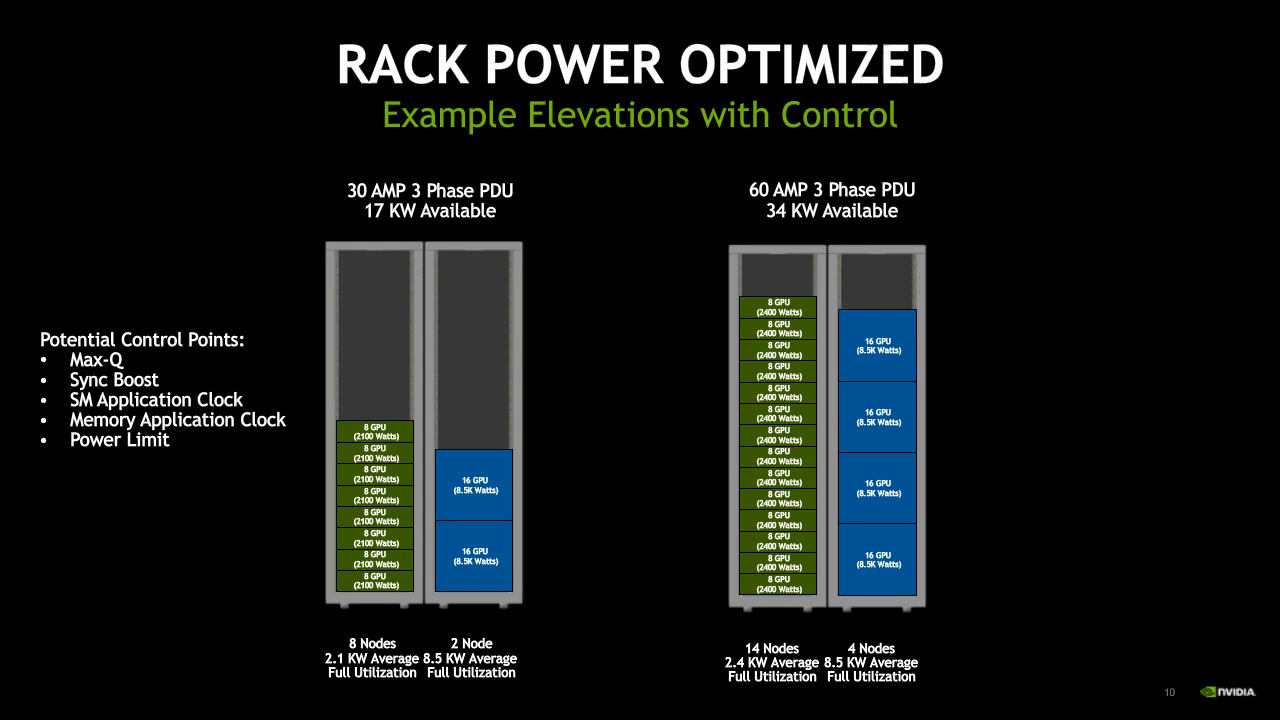 RACK POWER OPTIMIZED
Example Elevations with Control
30 AMP 3 Phase PDU
17 KW Available
60 AMP 3 Phase PDU
34 KW Available
Potential Control Points:
• Max-Q
• Sync Boost
• SM Application Clock
• Memory Application Clock
• Power Limit
8 GPU
(2100 Watts)
8 GPU
(2100 Watts)
8 GPU
(2100 Watts)
8 GPU
(2100 Watts)
8 GPU
(2100 Watts)
8 GPU
(2100 Watts)
8 GPU
(2100 Watts)
8 GPU
(2100 Watts)
16 GPU
(8.5K Watts)
16 GPU
(8.5K Watts)
8 GPU
(2400 Watts)
8 GPU
(2400 Watts)
8 GPU
(2400 Watts)
8 GPU
(2400 Watts)
8 GPU
(2400 Watts)
8 GPU
(2400 Watts)
8 GPU
(2400 Watts)
8 GPU
(2400 Watts)
8 GPU
(2400 Watts)
8 GPU
(2400 Watts)
8 GPU
(2400 Watts)
8 GPU
(2400 Watts)
8 GPU
(2400 Watts)
8 GPU
(2400 Watts)
16 GPU
(8.5K Watts)
16 GPU
(8.5K Watts)
16 GPU
(8.5K Watts)
16 GPU
(8.5K Watts)
8 Nodes
2.1 KW Average
Full Utilization
2 Node
8.5 KW Average
Full Utilization
14 Nodes
2.4 KW Average
Full Utilization
4 Nodes
8.5 KW Average
Full Utilization
10
NVIDIA.